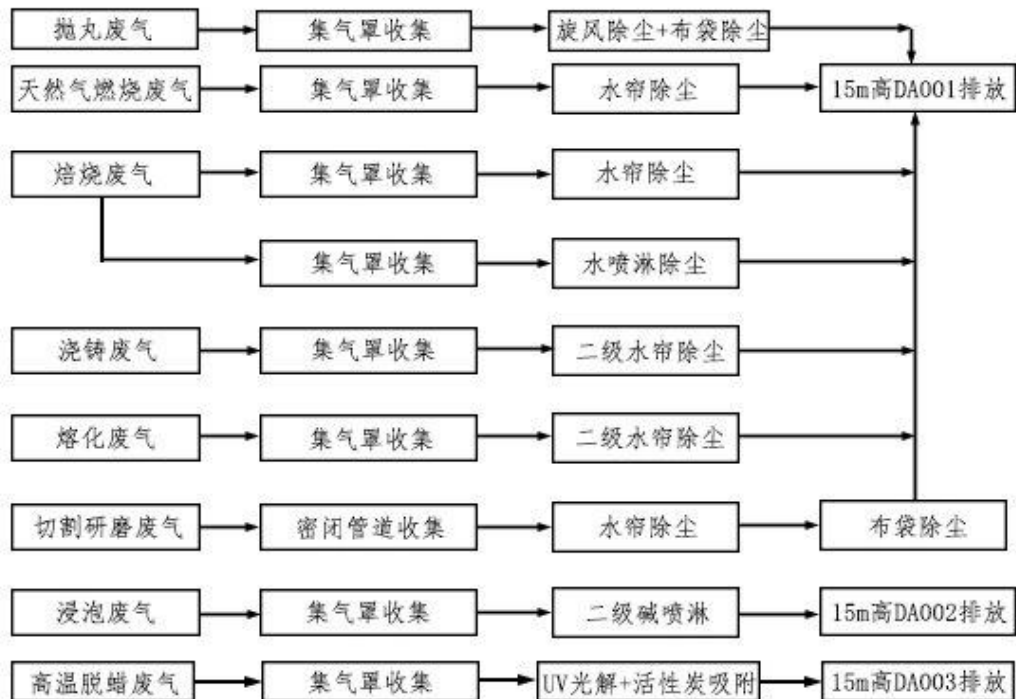 抛丸废气
集气罩收集
旋风除尘+布袋除尘
天然气燃烧废气
集气罩收集
水帘除尘
15m高DA001排放
焙烧废气
集气罩收集
水帘除尘
集气罩收集
水喷淋除尘
浇铸废气
集气罩收集
二级水帘除尘
熔化废气
集气罩收集
二级水帘除尘
切割研磨废气
密闭管道收集
水帘除尘
布袋除尘
浸泡废气
集气罩收集
二级碱喷淋
15m高DA002排放
高温脱蜡废气
集气罩收集
UV光解+活性炭吸附
15m高DA003排放